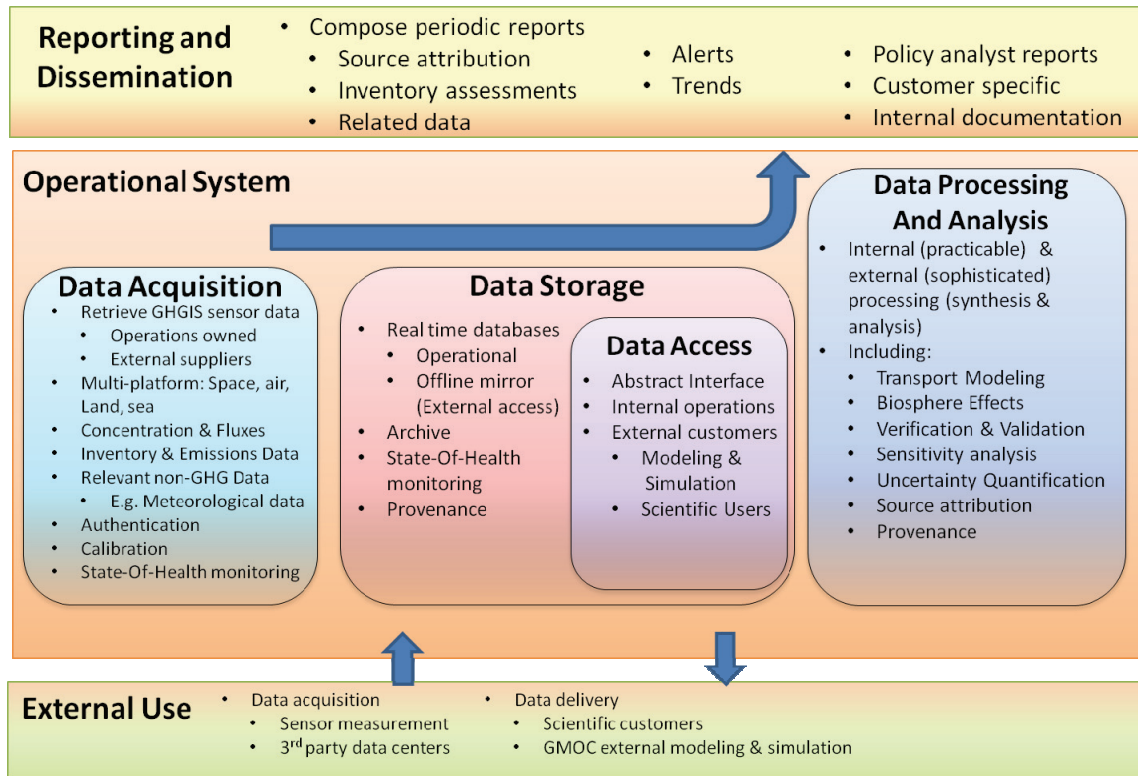 Reporting and
Dissemination
• Compose periodic reports
• Source attribution
• Inventory assessments
• Related data
• Alerts
• Trends
• Policy analyst reports
• Customer specific
• Internal documentation
Operational System
Data Acquisition
• Retrieve GHGIS sensor data
• Operations owned
• External suppliers
• Multi-platform: Space, air,
Land, sea
• Concentration & Fluxes
• Inventory & Emissions Data
• Relevant non-GHG Data
• E.g. Meteorological data
• Authentication
• Calibration
• State-Of-Health monitoring
Data Storage
• Real time databases
• Operational
• Offline mirror
(External access)
• Archive
• State-Of-Health
monitoring
• Provenance
Data Access
• Abstract Interface
• Internal operations
• External customers
• Modeling &
Simulation
• Scientific Users
Data Processing
And Analysis
• Internal (practicable) &
external (sophisticated)
processing (synthesis &
analysis)
• Including:
• Transport Modeling
• Biosphere Effects
• Verification & Validation
• Sensitivity analysis
• Uncertainty Quantification
• Source attribution
• Provenance
External Use
• Data acquisition
• Sensor measurement
• 3rd party data centers
• Data delivery
• Scientific customers
• GMOC external modeling & simulation